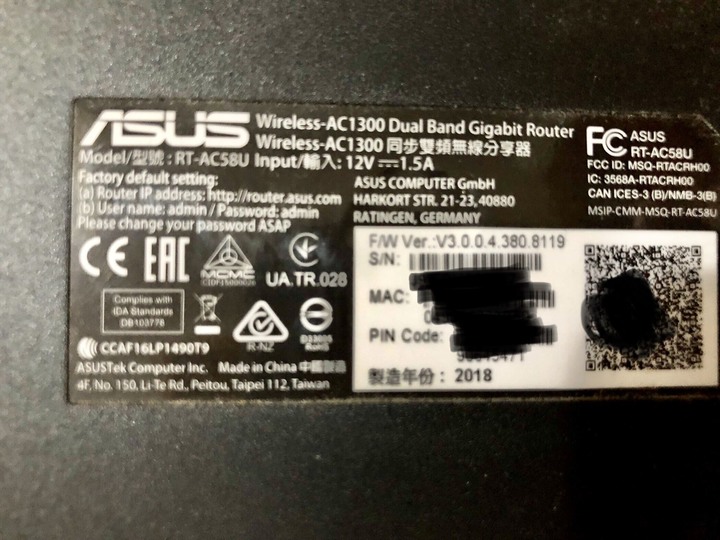 ASUS
Wireless-AC1300 Dual Band Gigabit Router
Wireless-AC1300 同步雙頻無線分享器
Model/型號 : RT-AC58U Input/輸入: 12V 1.5A
Factory default setting:
(a) Router IP address: http://router.asus.com
(b) User name: admin / Password: admin
Please change your password ASAP
ASUS COMPUTER GmbH
HARKORT STR. 21-23, 40880
RATINGEN, GERMANY
FC ASUS
RT-AC58U
FCC ID: MSQ-RTACRH00
IC: 3568A-RTACRH00
CAN ICES-3 (B)/NMB-3(B)
MSIP-CMM-MSQ-RT-AC58U
CE EAC
MCMC
CIDF15000026
UA.TR.028
Complies with
IDA Standards
DB103778
R-NZ
RoHS
CCAF16LP1490T9
ASUSTek Computer Inc. Made in China 中國製造
4F, No. 150, Li-Te Rd., Peitou, Taipei 112, Taiwan
F/W Ver.:V3.0.0.4.380.8119
S/N:
MAC:
PIN Code:
製造年份 : 2018